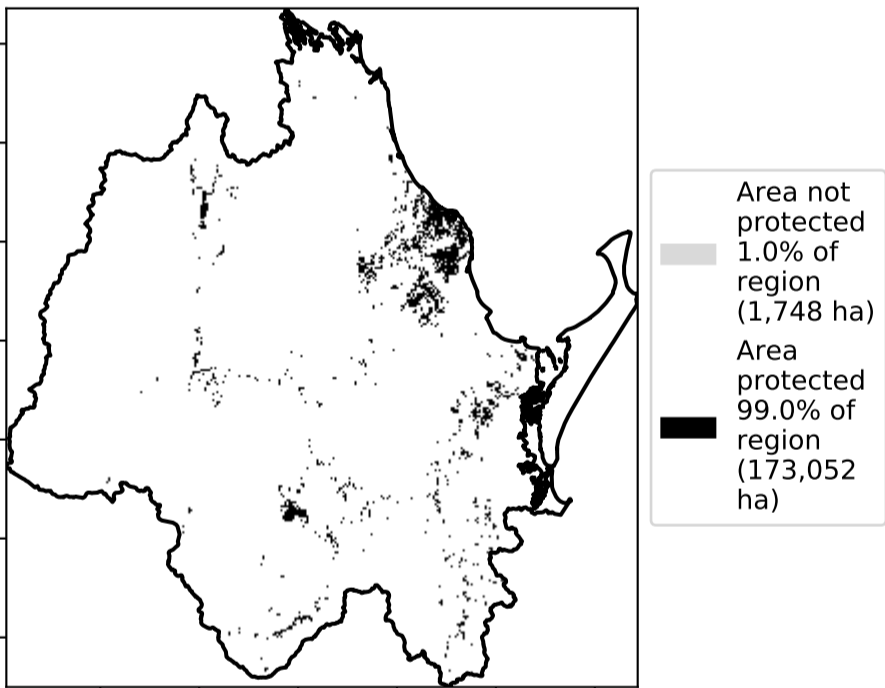 Area not
protected
1.0% of
region
(1,748 ha)
Area
protected
99.0% of
region
(173,052
ha)